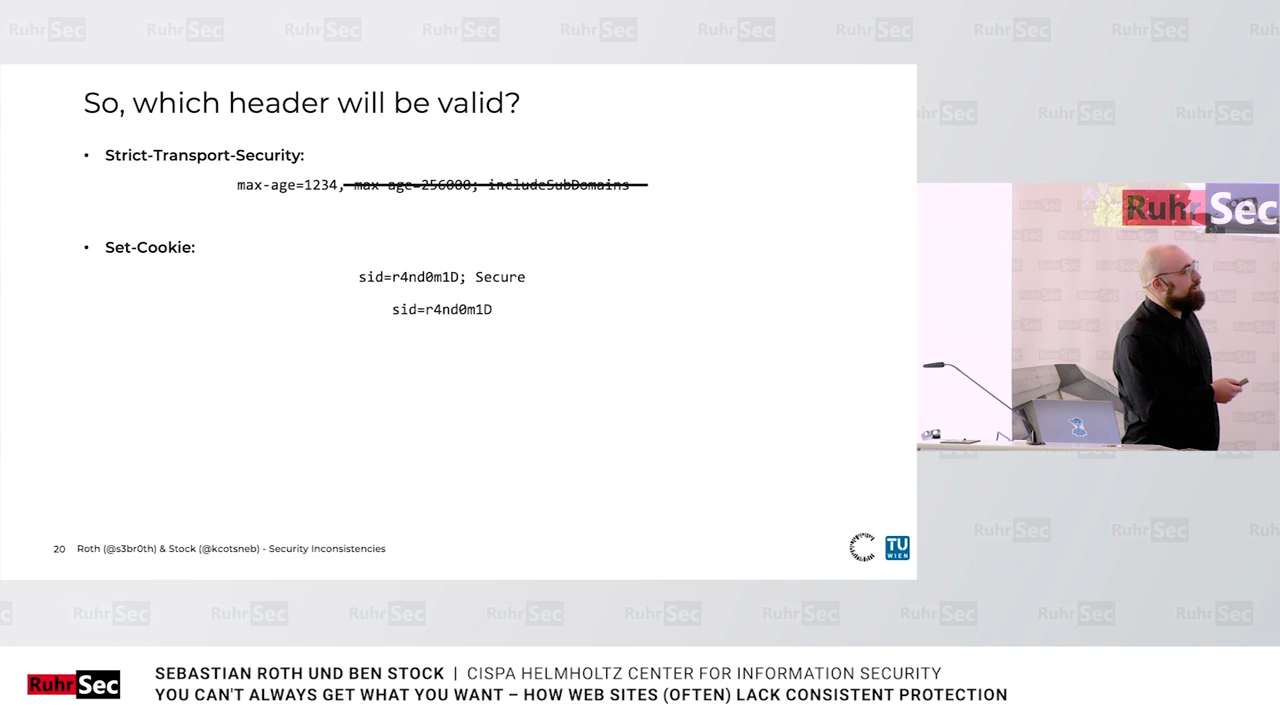 So, which header will be valid?
• Strict-Transport-Security:
max-age=1234, max-age=256000; includeSubDomains
• Set-Cookie:
sid=r4nd0m1D; Secure
sid=r4nd0m1D
20 Roth (@s3br0th) & Stock (@kcotsneb) - Security Inconsistencies
TU
WIEN
RuhrSec
RuhrSec
SEBASTIAN ROTH UND BEN STOCK | CISPA HELMHOLTZ CENTER FOR INFORMATION SECURITY
YOU CAN'T ALWAYS GET WHAT YOU WANT – HOW WEB SITES (OFTEN) LACK CONSISTENT PROTECTION